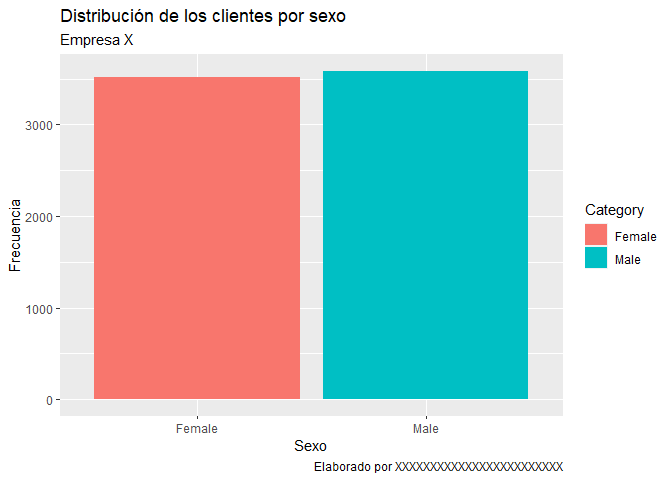 Distribución de los clientes por sexo
Empresa X
Frecuencia
3000
2000
1000
0
Female
Male
Sexo
Category
Female
Male
Elaborado por XXXXXXXXXXXXXXXXXXXXXXXX